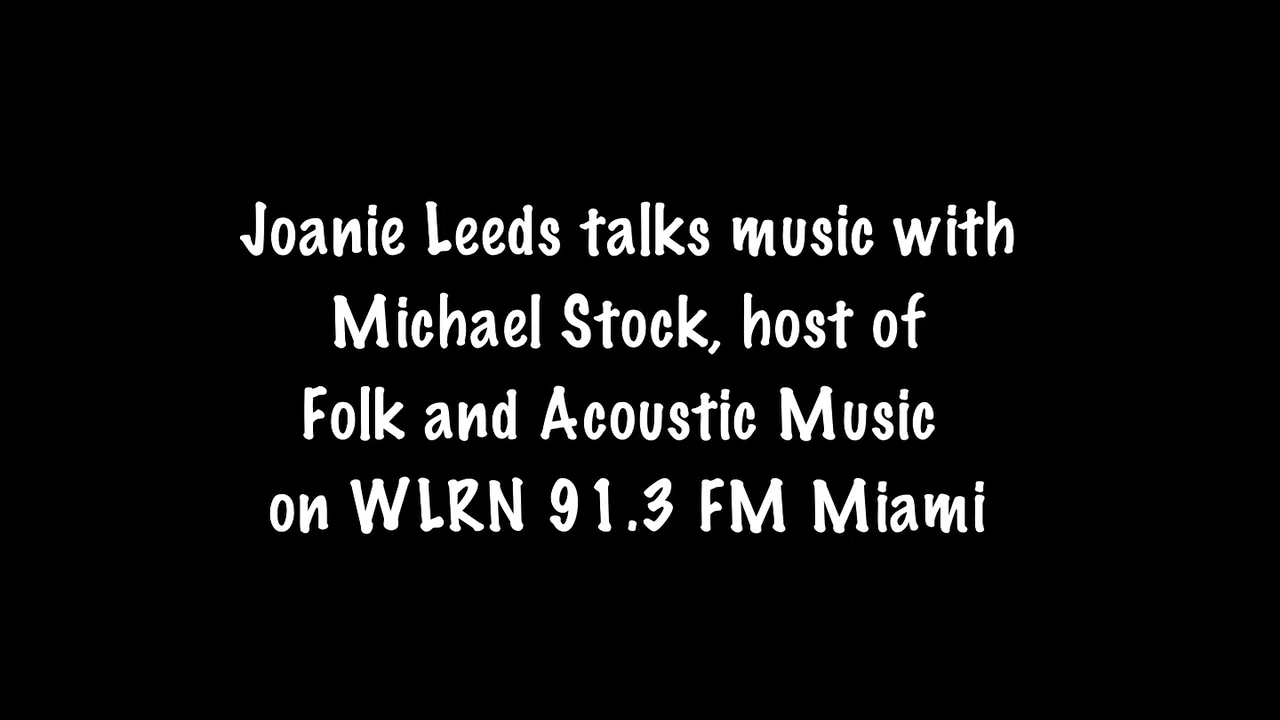 Joanie Leeds talks music with
Michael Stock, host of
Folk and Acoustic Music
on WLRN 91.3 FM Miami